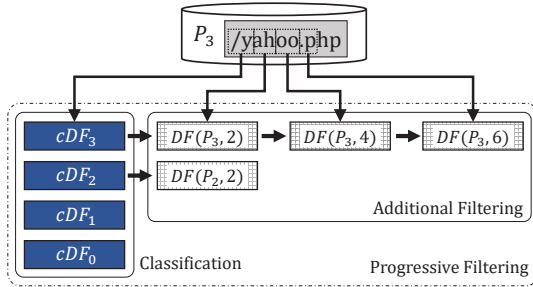 P₃ /yahoo.php
cDF₃ DF(P₃, 2) DF(P₃, 4) DF(P₃, 6)
cDF₂ DF(P₂, 2)
cDF₁
Additional Filtering
cDF₀
Classification
Progressive Filtering